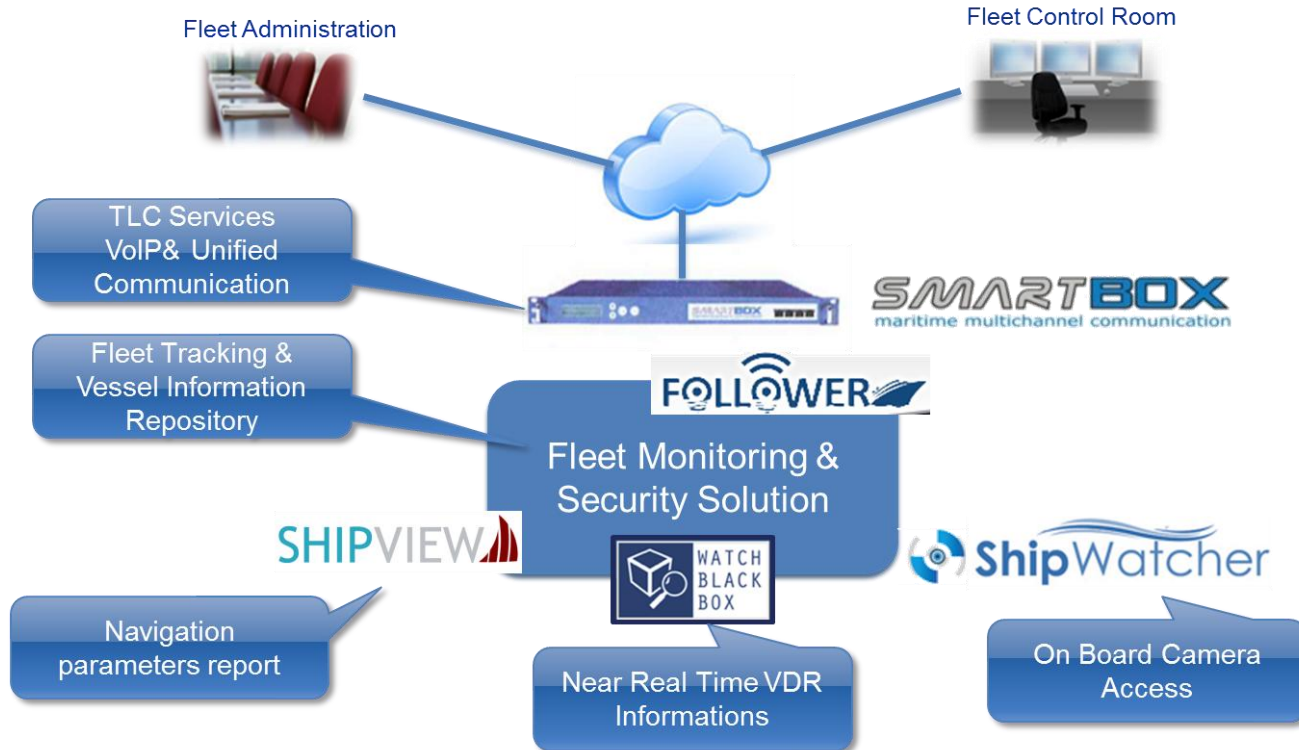 Fleet Administration
Fleet Control Room
TLC Services
VoIP& Unified
Communication
SMARTBOX
SMARTBOX
maritime multichannel communication
Fleet Tracking &
Vessel Information
Repository
FOLLOWER
Fleet Monitoring &
Security Solution
SHIPVIEW
WATCH
BLACK
BOX
ShipWatcher
Navigation
parameters report
Near Real Time VDR
Informations
On Board Camera
Access